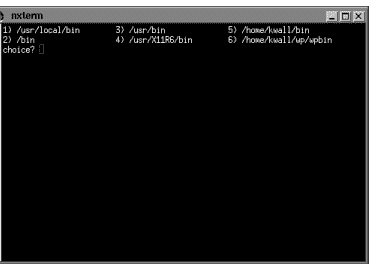 nxterm
1) /usr/local/bin 3) /usr/bin 5) /home/kwall/bin
2) /bin 4) /usr/X11R6/bin 6) /home/kwall/wp/wpbin
choice?